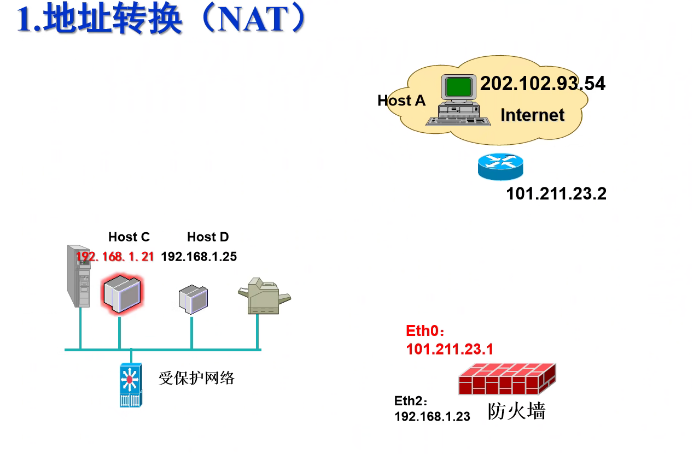 1.地址转换（NAT）
202.102.93.54
Host A
Internet
101.211.23.2
Host C
Host D
192.168.1.21
192.168.1.25
Eth0：
101.211.23.1
受保护网络
Eth2：
192.168.1.23
防火墙